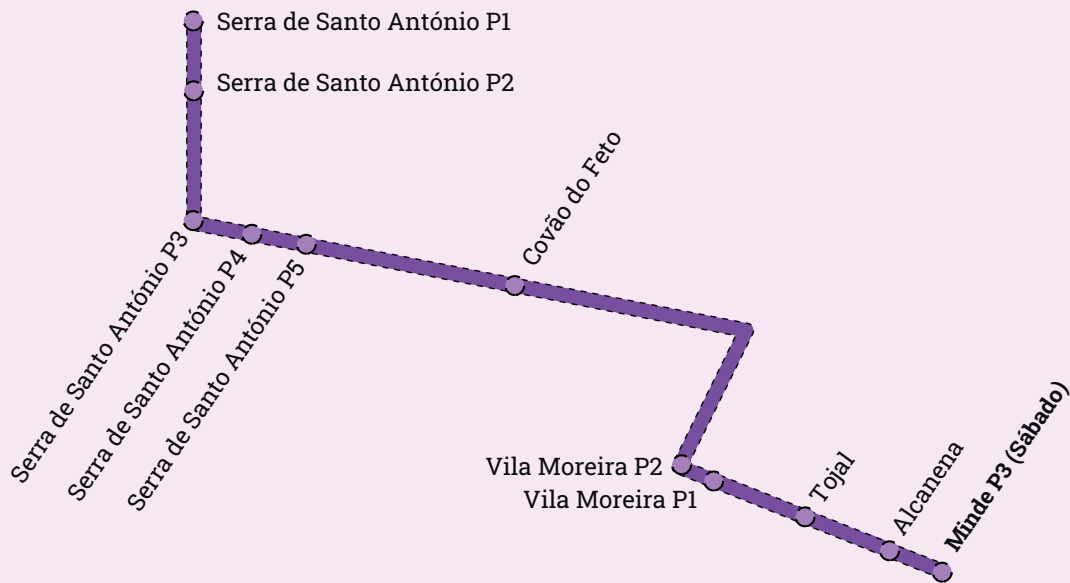 Serra de Santo António P1
Serra de Santo António P2
Serra de Santo António P3
Serra de Santo António P4
Serra de Santo António P5
Covão do Feto
Vila Moreira P2
Vila Moreira P1
Tojal
Alcanena
Minde P3 (Sábado)